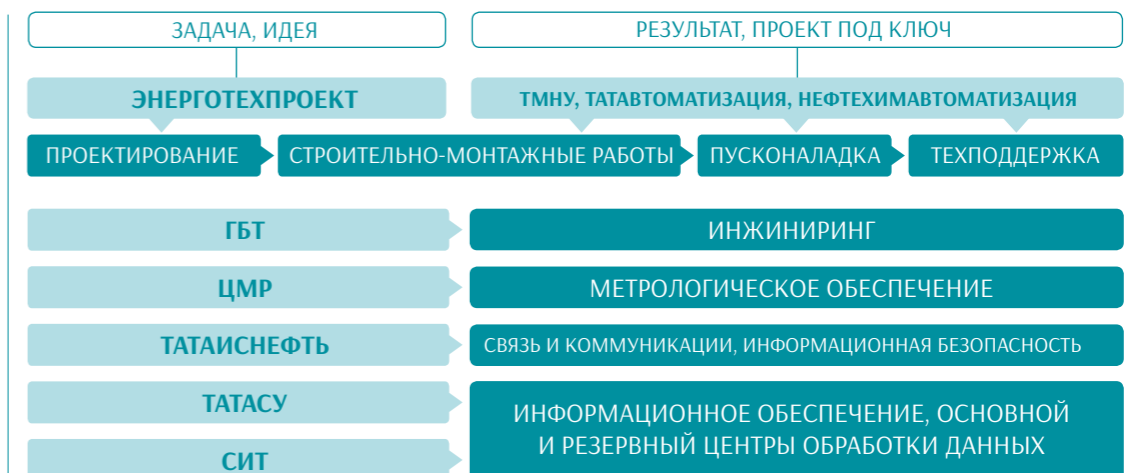 ЗАДАЧА, ИДЕЯ
РЕЗУЛЬТАТ, ПРОЕКТ ПОД КЛЮЧ
ЭНЕРГОТЕХПРОЕКТ
ТМНУ, ТАТАВТОМАТИЗАЦИЯ, НЕФТЕХИМАВТОМАТИЗАЦИЯ
ПРОЕКТИРОВАНИЕ
СТРОИТЕЛЬНО-МОНТАЖНЫЕ РАБОТЫ
ПУСКОНАЛАДКА
ТЕХПОДДЕРЖКА
ГБТ
ИНЖИНИРИНГ
ЦМР
МЕТРОЛОГИЧЕСКОЕ ОБЕСПЕЧЕНИЕ
ТАТАИСНЕФТЬ
СВЯЗЬ И КОММУНИКАЦИИ, ИНФОРМАЦИОННАЯ БЕЗОПАСНОСТЬ
ТАТАСУ
СИТ
ИНФОРМАЦИОННОЕ ОБЕСПЕЧЕНИЕ, ОСНОВНОЙ
И РЕЗЕРВНЫЙ ЦЕНТРЫ ОБРАБОТКИ ДАННЫХ